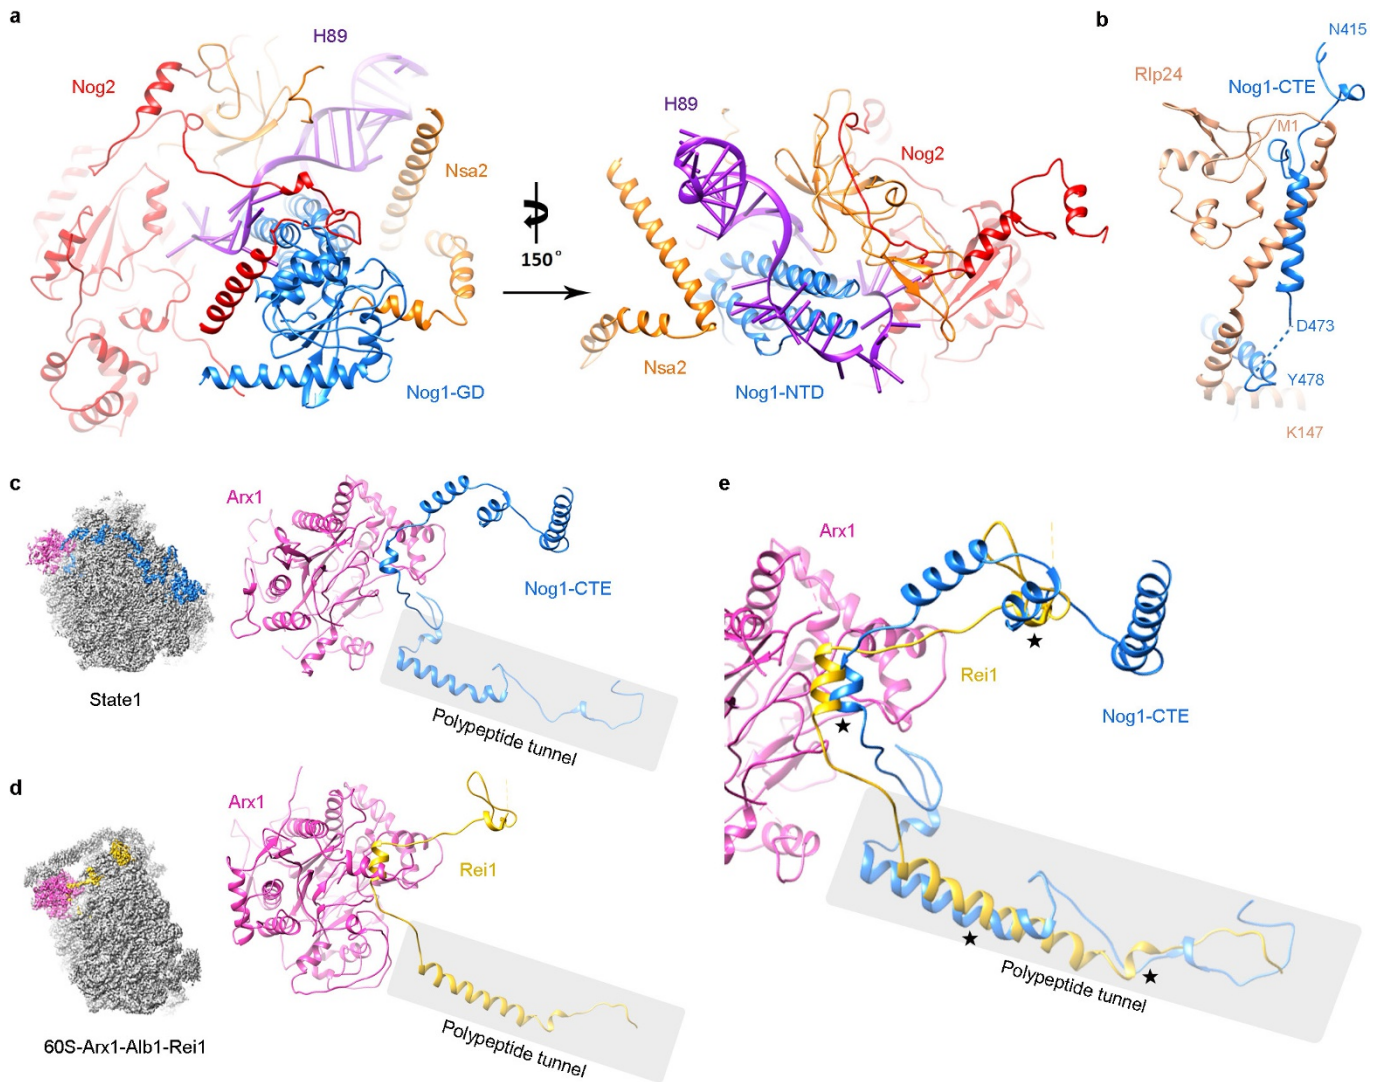 a
H89
Nog2
Nsa2
Nog1-GD
150°
H89
Nog2
Nsa2
Nog1-NTD
b
N415
Rlp24
Nog1-CTE
M1
D473
Y478
K147
c
Arx1
Nog1-CTE
State1
Polypeptide tunnel
d
Arx1
Rei1
60S-Arx1-Alb1-Rei1
Polypeptide tunnel
e
Arx1
Rei1
Nog1-CTE
Polypeptide tunnel